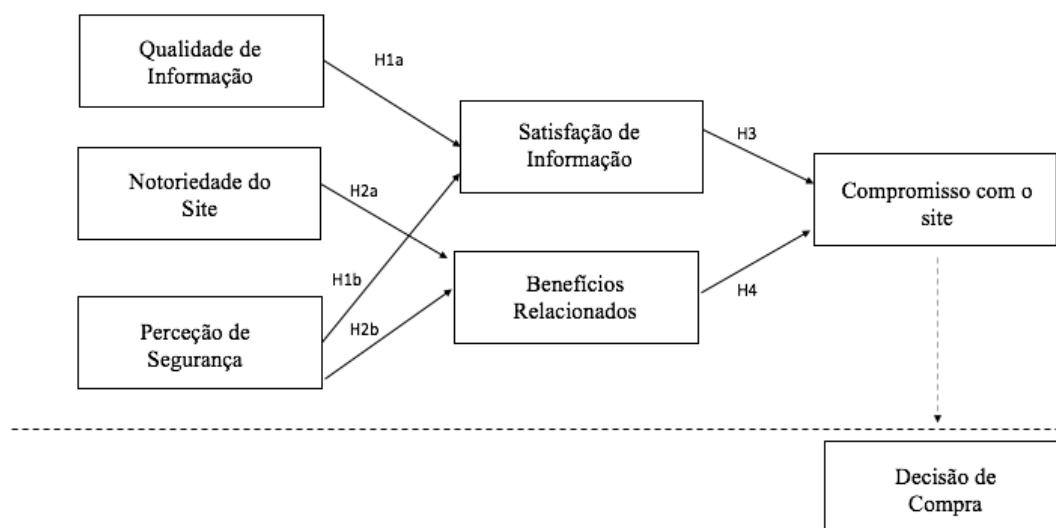 Qualidade de
Informação
H1a
Satisfação de
Informação
H3
Notoriedade do
Site
H2a
Compromisso com o
site
H1b
Benefícios
Relacionados
H4
Perceção de
Segurança
H2b
Decisão de
Compra